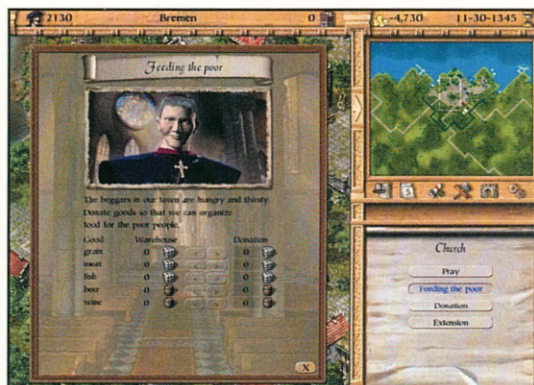 2130 Bremen 0 -4,730 11-30-1345
Feeding the poor
The beggars in our town are hungry and thirsty.
Donate goods so that we can organize
food for the poor people.
Good Warehouse Donation
grain 0 0
meat 0 0
fish 0 0
beer 0 0
wine 0 0
X
5
Church
Pray
Feeding the poor
Donation
Extension